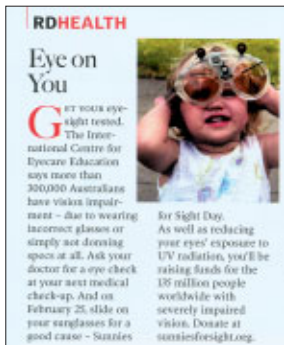 RDHEALTH
Eye on
You
GET YOUR eye-
sight tested.
The Inter-
national Centre for
Eyecare Education
says more than
300,000 Australians
have vision impair-
ment – due to wearing
incorrect glasses or
simply not donning
specs at all. Ask your
doctor for a eye check
at your next medical
check-up. And on
February 25, slide on
your sunglasses for a
good cause – Sunnies
for Sight Day.
As well as reducing
your eyes' exposure to
UV radiation, you'll be
raising funds for the
135 million people
worldwide with
severely impaired
vision. Donate at
sunniesforsight.org.